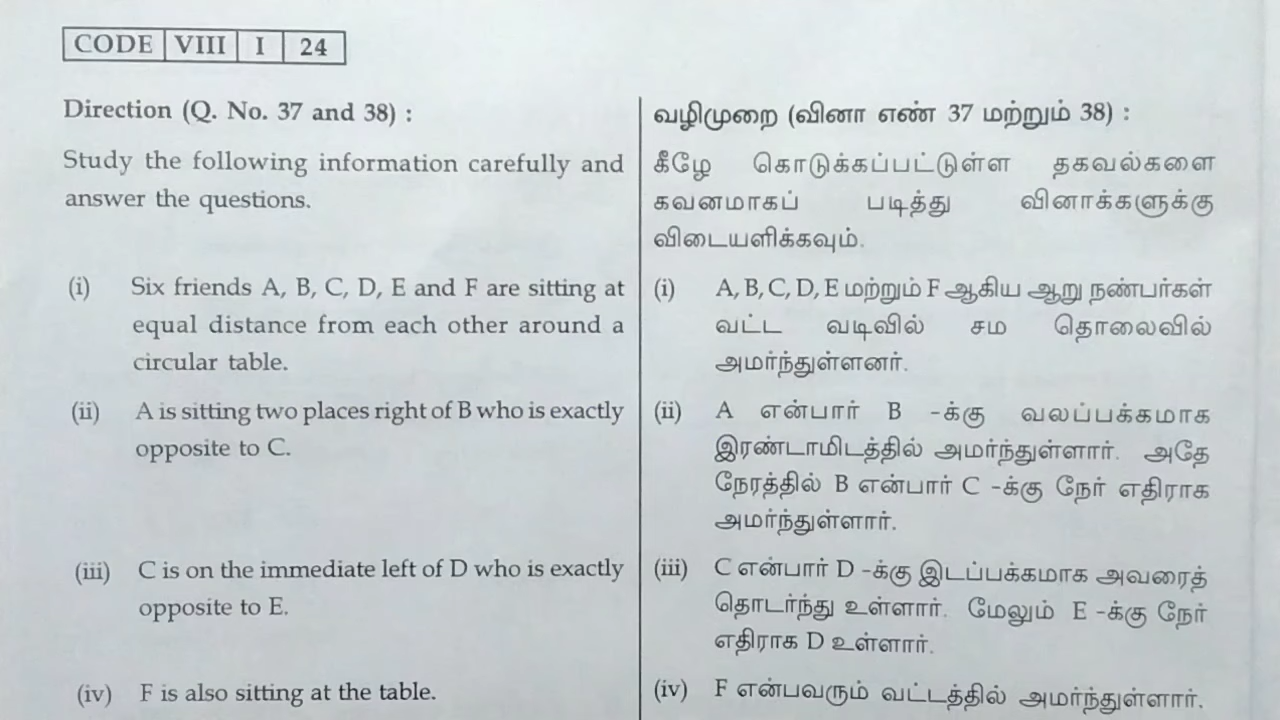 CODE VIII I 24
Direction (Q. No. 37 and 38) :
Study the following information carefully and
answer the questions.
(i) Six friends A, B, C, D, E and F are sitting at
equal distance from each other around a
circular table.
(ii) A is sitting two places right of B who is exactly
opposite to C.
(iii) C is on the immediate left of D who is exactly
opposite to E.
(iv) F is also sitting at the table.
வழிமுறை (வினா எண் 37 மற்றும் 38) :
கீழே கொடுக்கப்பட்டுள்ள தகவல்களை
கவனமாகப் படித்து வினாக்களுக்கு
விடையளிக்கவும்.
(i) A, B, C, D, E மற்றும் F ஆகிய ஆறு நண்பர்கள்
வட்ட வடிவில் சம தொலைவில்
அமர்ந்துள்ளனர்.
(ii) A என்பார் B -க்கு வலப்பக்கமாக
இரண்டாமிடத்தில் அமர்ந்துள்ளார். அதே
நேரத்தில் B என்பார் C -க்கு நேர் எதிராக
அமர்ந்துள்ளார்.
(iii) C என்பார் D -க்கு இடப்பக்கமாக அவரைத்
தொடர்ந்து உள்ளார். மேலும் E -க்கு நேர்
எதிராக D உள்ளார்.
(iv) F என்பவரும் வட்டத்தில் அமர்ந்துள்ளார்.